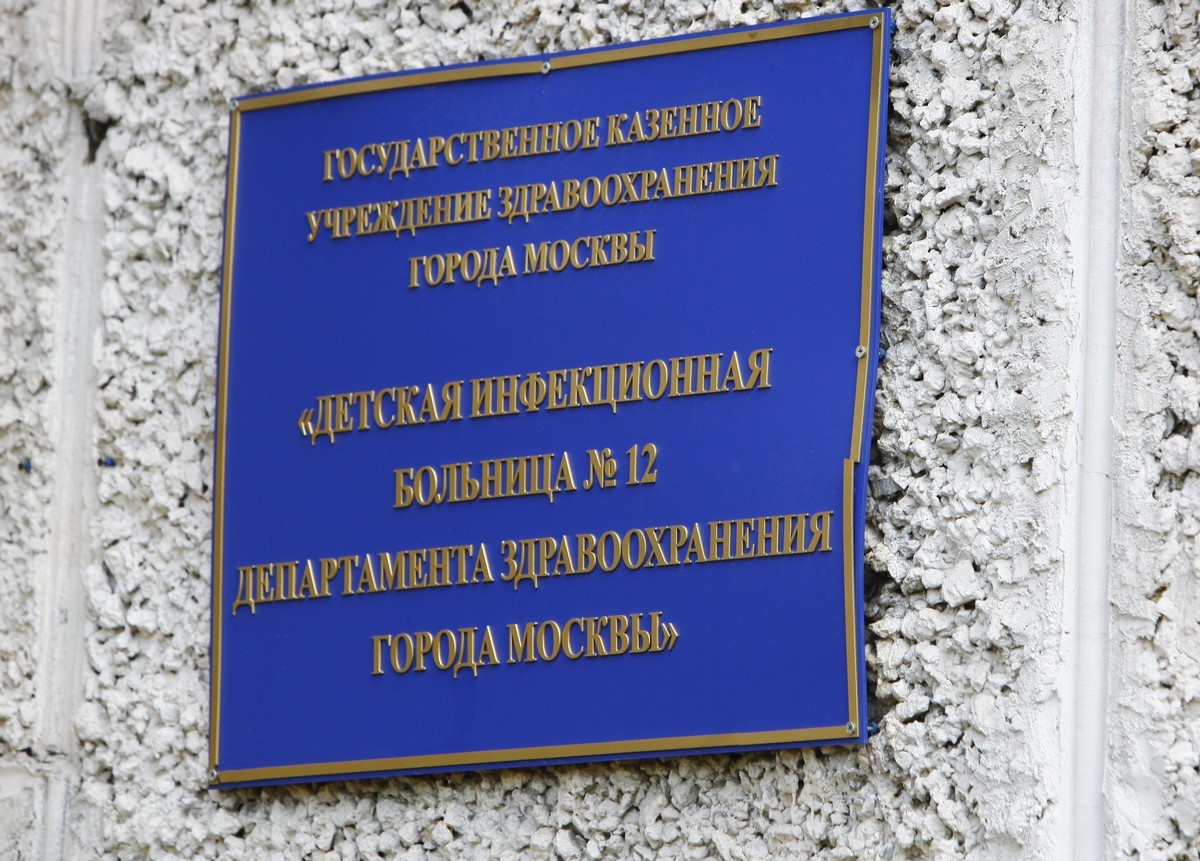 ГОСУДАРСТВЕННОЕ КАЗЕННОЕ
УЧРЕЖДЕНИЕ ЗДРАВООХРАНЕНИЯ
ГОРОДА МОСКВЫ
«ДЕТСКАЯ ИНФЕКЦИОННАЯ
БОЛЬНИЦА № 12
ДЕПАРТАМЕНТА ЗДРАВООХРАНЕНИЯ
ГОРОДА МОСКВЫ»